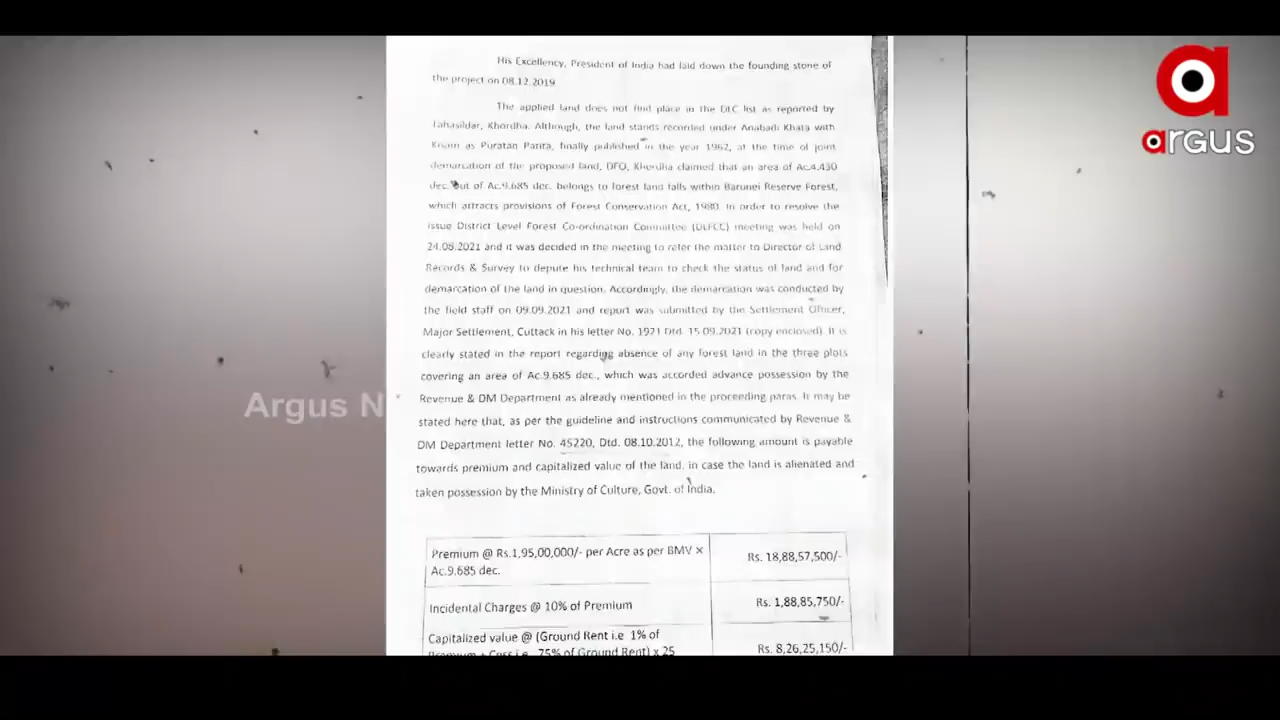 His Excellency, President of India had laid down the founding stone of
the project on 08.12.2019
The applied land does not find place in the DLC list as reported by
Tahasildar, Khordha. Although, the land stands recorded under Anabadi Khata with
Kisam as Puratan Patita, finally published in the year 1962, at the time of joint
demarcation of the proposed land, DFO, Khordha claimed that an area of Ac.4.430
dec. out of Ac.9.685 dec. belongs to forest land falls within Barunei Reserve Forest,
which attracts provisions of Forest Conservation Act, 1980. In order to resolve the
issue District Level Forest Co-ordination Committee (DLFCC) meeting was held on
24.08.2021 and it was decided in the meeting to refer the matter to Director of Land
Records & Survey to depute his technical team to check the status of land and for
demarcation of the land in question. Accordingly, the demarcation was conducted by
the field staff on 09.09.2021 and report was submitted by the Settlement Officer,
Major Settlement, Cuttack in his letter No. 1921 Dtd. 15.09.2021 (copy enclosed). It is
clearly stated in the report regarding absence of any forest land in the three plots
covering an area of Ac.9.685 dec., which was accorded advance possession by the
Revenue & DM Department as already mentioned in the proceeding paras. It may be
stated here that, as per the guideline and instructions communicated by Revenue &
DM Department letter No. 45220, Dtd. 08.10.2012, the following amount is payable
towards premium and capitalized value of the land, in case the land is alienated and
taken possession by the Ministry of Culture, Govt. of India.
Premium @ Rs.1,95,00,000/- per Acre as per BMV ×
Ac.9.685 dec.
Rs. 18,88,57,500/-
Incidental Charges @ 10% of Premium
Rs. 1,88,85,750/-
Capitalized value @ (Ground Rent i.e 1% of
Premium + Cess i.e. 75% of Ground Rent) x 25
Rs. 8,26,25,150/-
argus
Argus N